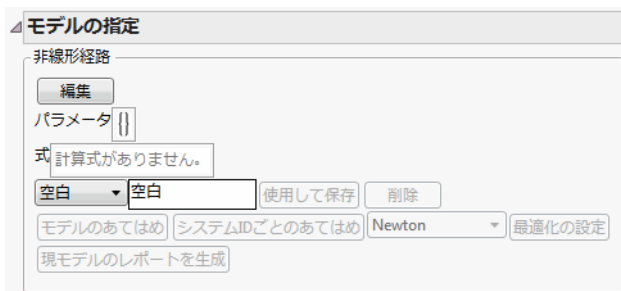 モデルの指定
非線形経路
編集
パラメータ {}
式 計算式がありません。
空白 空白 使用して保存 削除
モデルのあてはめ システムIDごとのあてはめ Newton 最適化の設定
現モデルのレポートを生成